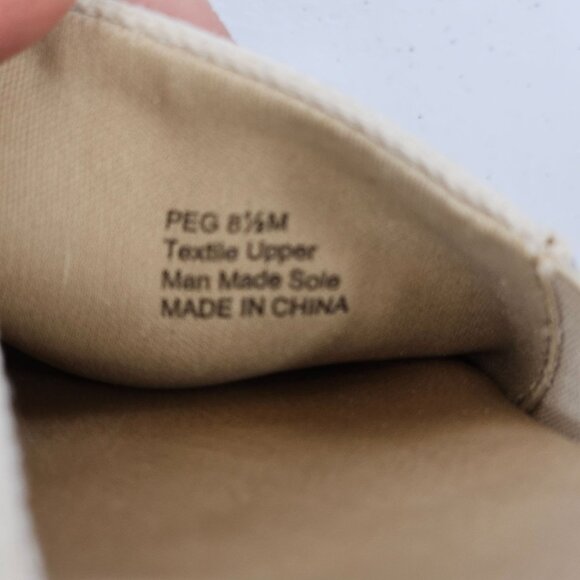 PEG 8½M
Textile Upper
Man Made Sole
MADE IN CHINA